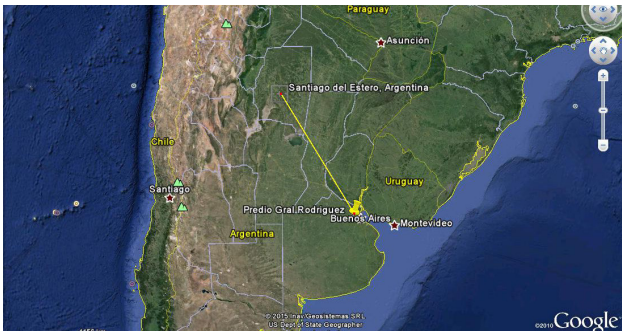 Paraguay
Asunción
Santiago del Estero, Argentina
Chile
Santiago
Uruguay
Predio Gral.Rodriguez
Buenos Aires
Montevideo
Argentina
© 2015 Inav/Geosistemas SRL
US Dept of State Geographer
©2010 Google